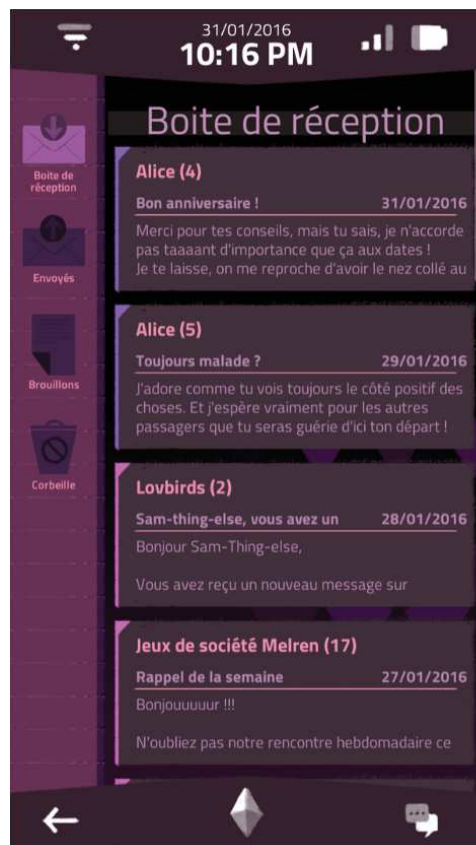 31/01/2016
10:16 PM
Boite de réception
Boite de
réception
Envoyés
Brouillons
Corbeille
Alice (4)
Bon anniversaire ! 31/01/2016
Merci pour tes conseils, mais tu sais, je n'accorde
pas taaaant d'importance que ça aux dates !
Je te laisse, on me reproche d'avoir le nez collé au
Alice (5)
Toujours malade ? 29/01/2016
J'adore comme tu vois toujours le côté positif des
choses. Et j'espère vraiment pour les autres
passagers que tu seras guérie d'ici ton départ !
Lovbirds (2)
Sam-thing-else, vous avez un 28/01/2016
Bonjour Sam-Thing-else,
Vous avez reçu un nouveau message sur
Jeux de société Melren (17)
Rappel de la semaine 27/01/2016
Bonjouuuuur !!!
N'oubliez pas notre rencontre hebdomadaire ce